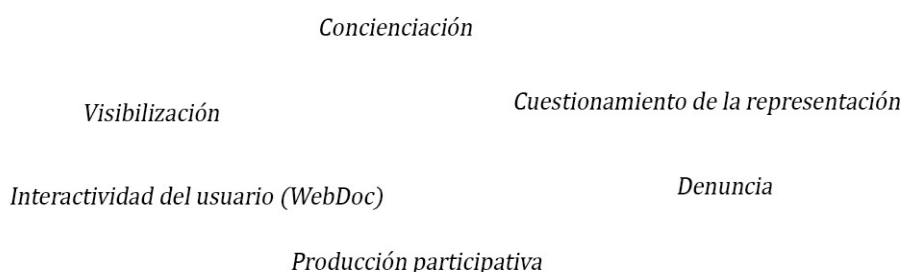 Concienciación
Visibilización
Cuestionamiento de la representación
Interactividad del usuario (WebDoc)
Denuncia
Producción participativa